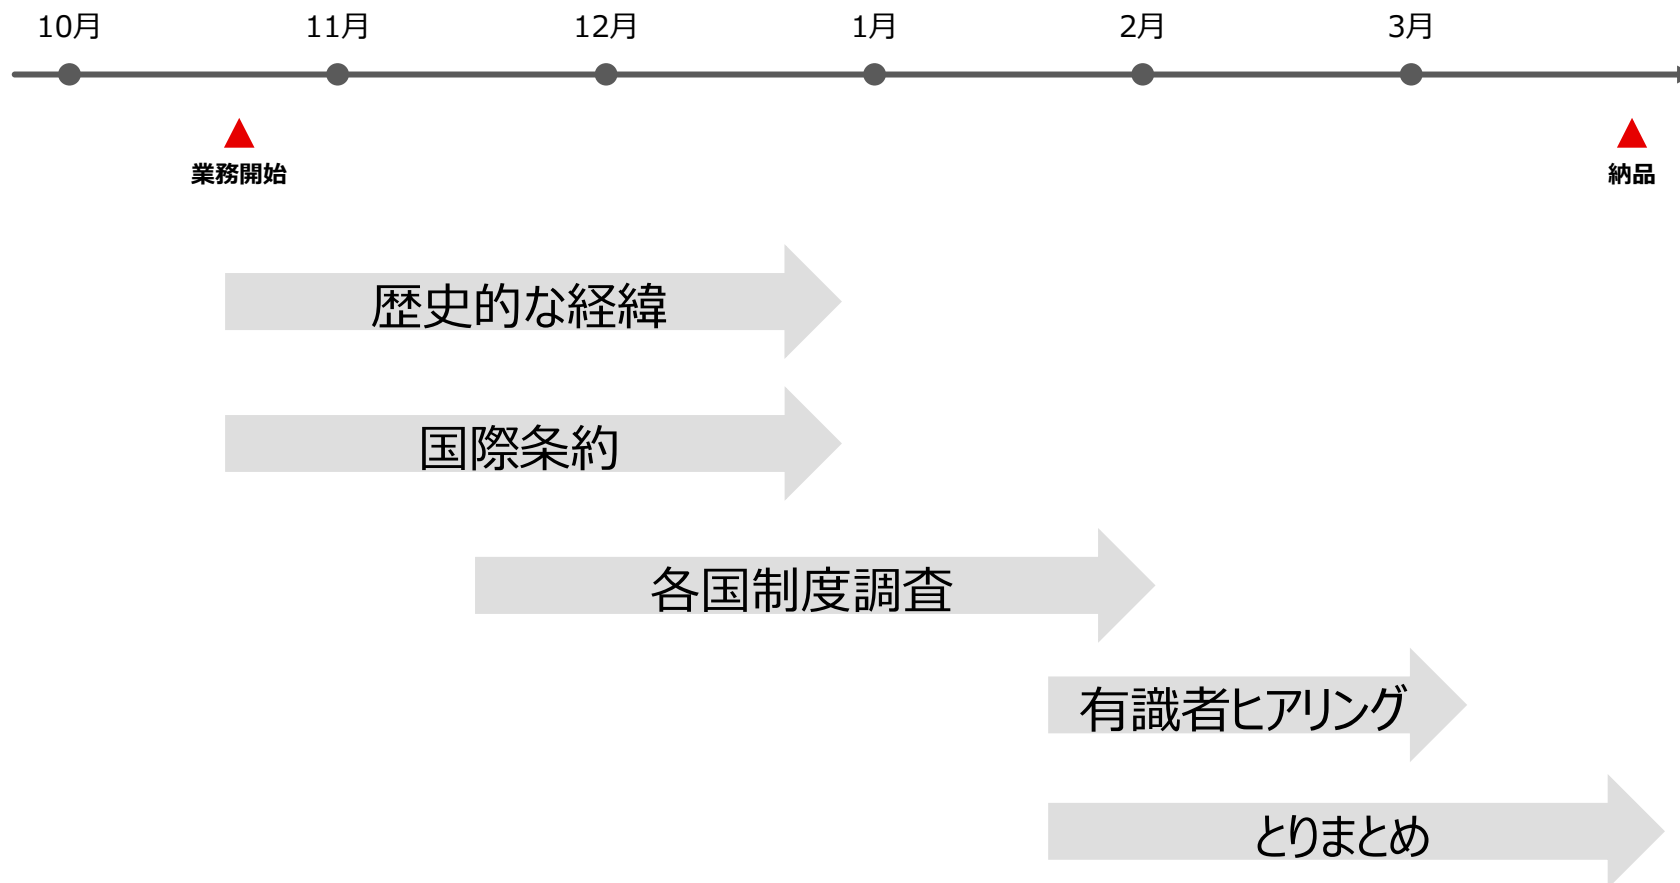 10月 11月 12月 1月 2月 3月
業務開始 納品
歴史的な経緯
国際条約
各国制度調査
有識者ヒアリング
とりまとめ